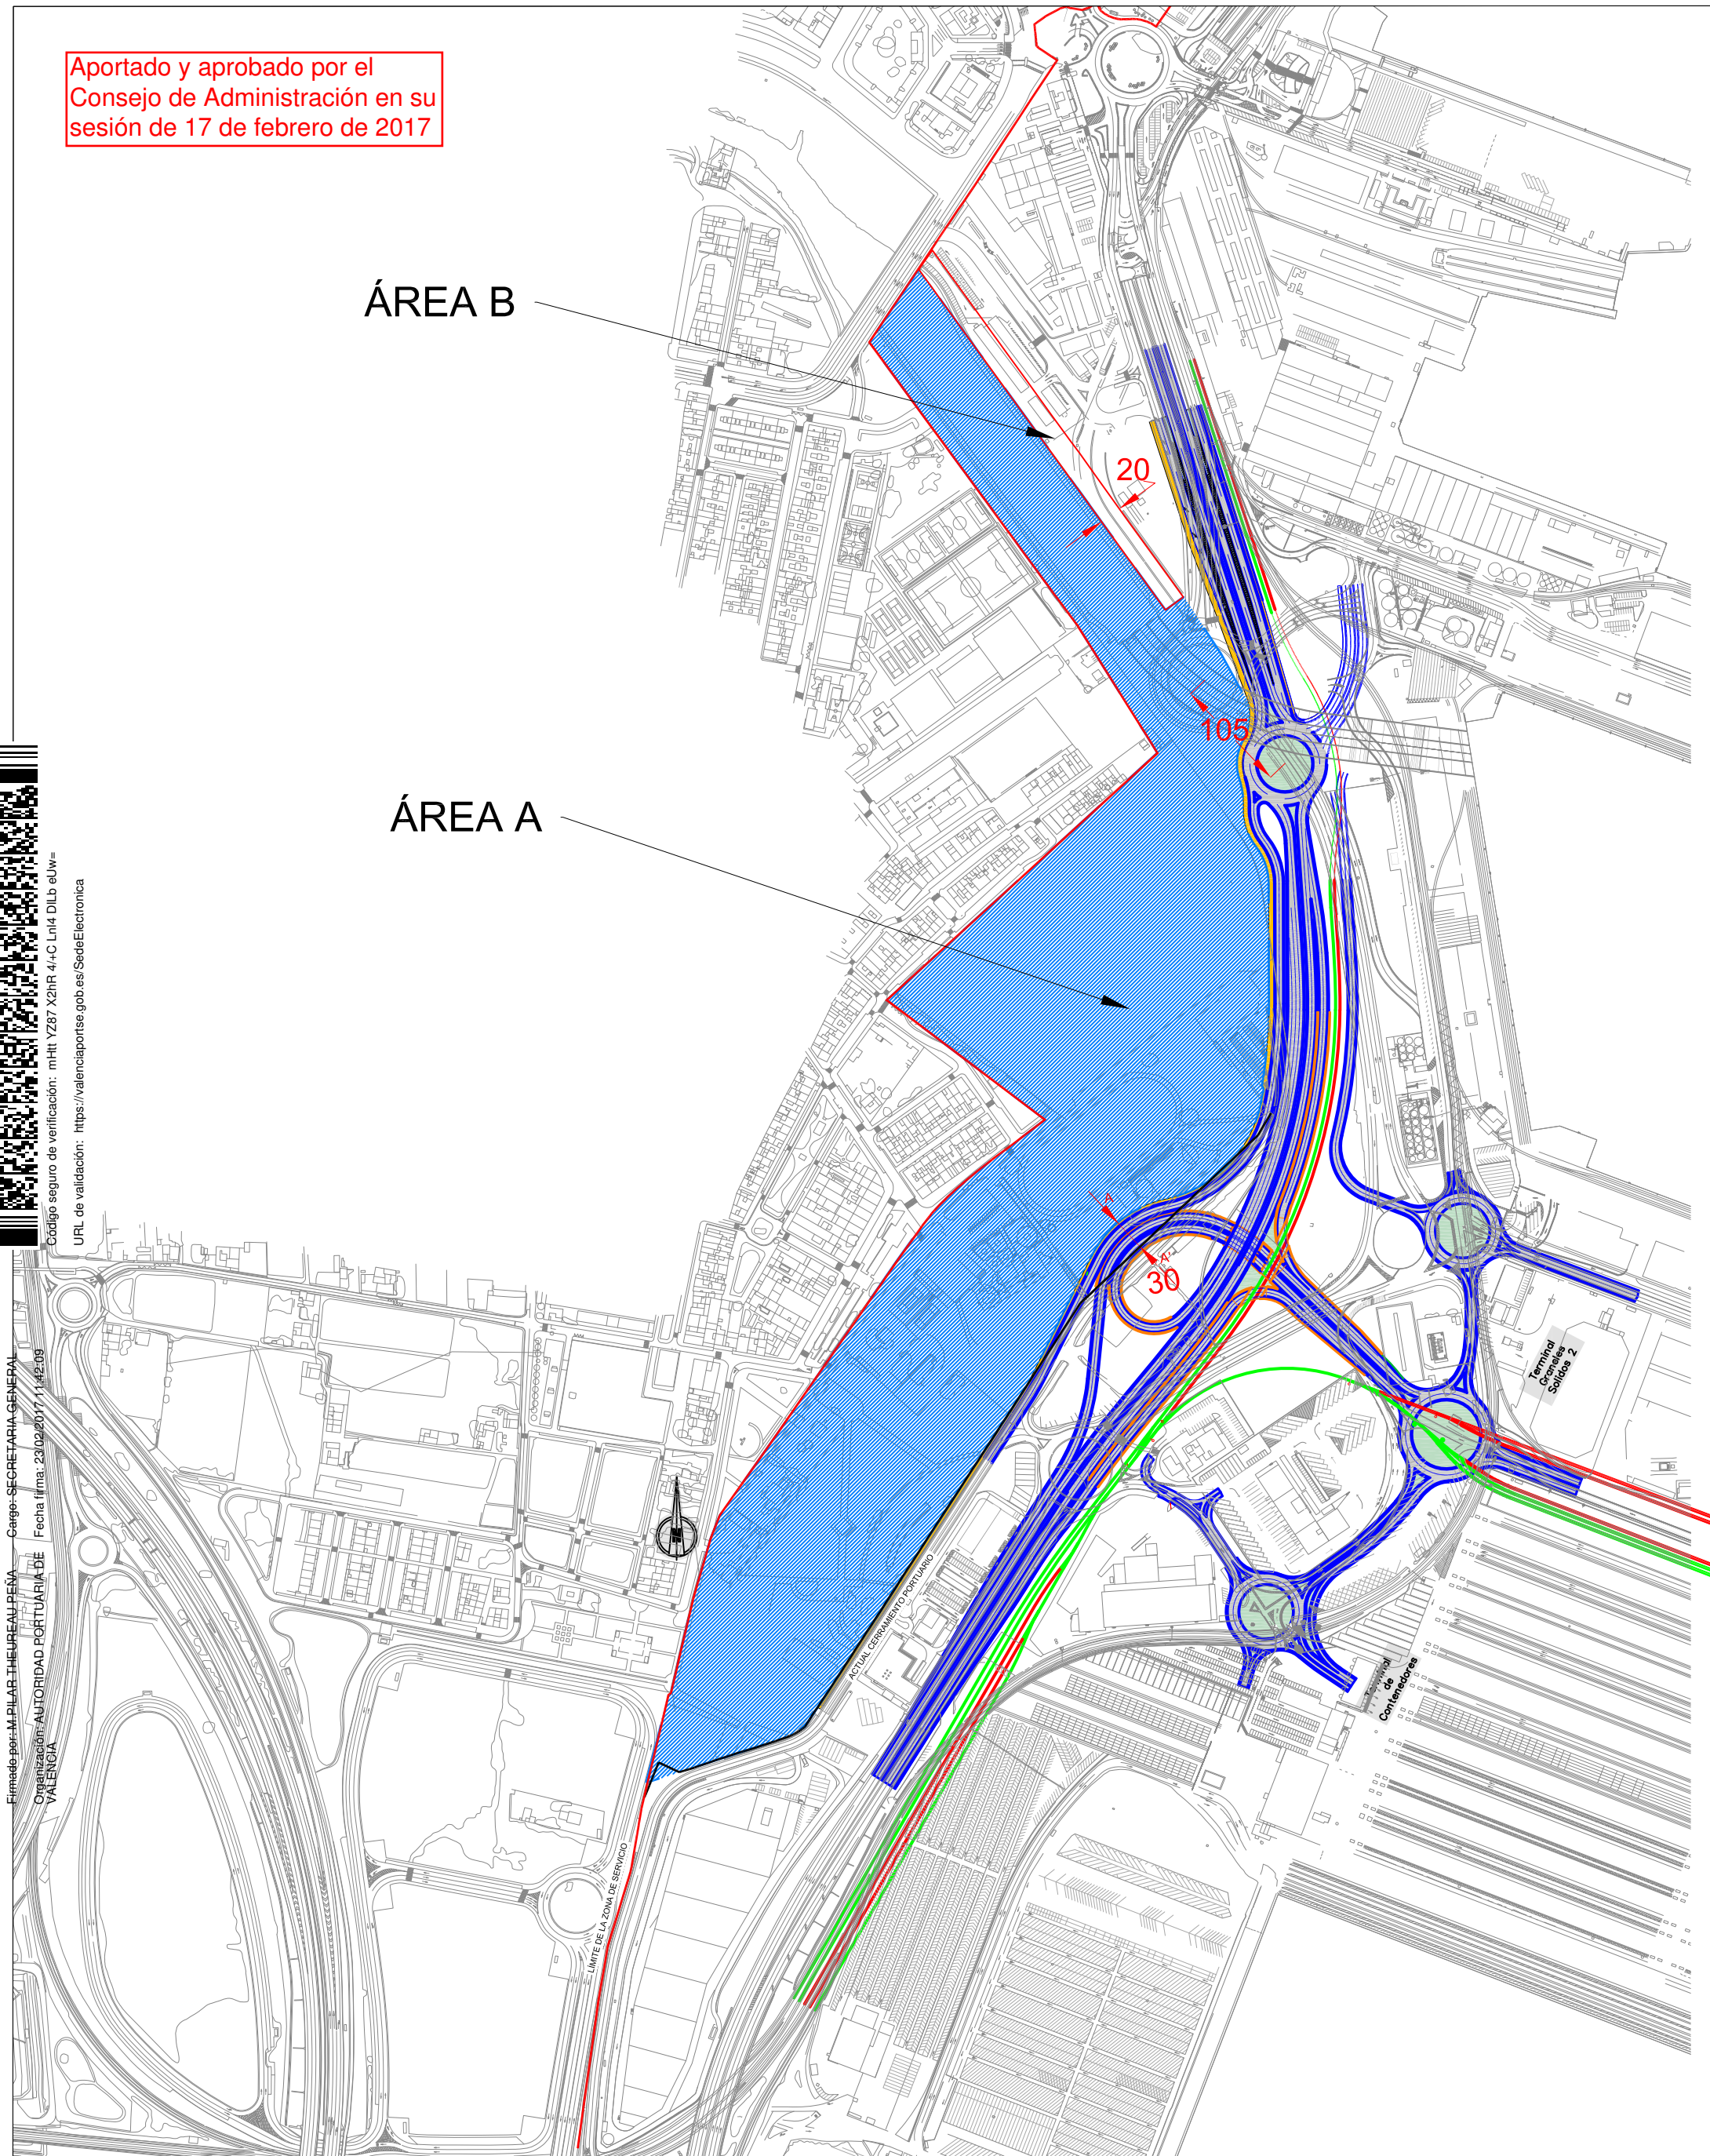 Aportado y aprobado por el
Consejo de Administración en su
sesión de 17 de febrero de 2017
ÁREA B
20
105
ÁREA A
A
A'
30
Código seguro de verificación: mHtt YZ87 X2hR 4/+C LnI4 DILb eUw=
URL de validación: https://valenciaportse.gob.es/SedeElectronica
Firmado por: M.PILAR THEUREAU PEÑA Cargo: SECRETARIA GENERAL
Organización: AUTORIDAD PORTUARIA DE Fecha firma: 23/02/2017 11:42:09
VALENCIA
Terminal
Graneles
Solidos 2
ACTUAL CERRAMIENTO PORTUARIO
Terminal
de
Contenedores
LÍMITE DE LA ZONA DE SERVICIO